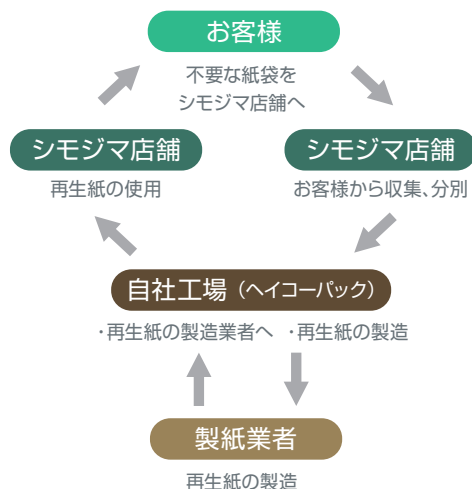 お客様
不要な紙袋を
シモジマ店舗へ
シモジマ店舗
再生紙の使用
シモジマ店舗
お客様から収集、分別
自社工場（ヘイコーパック）
・再生紙の製造業者へ ・再生紙の製造
製紙業者
再生紙の製造